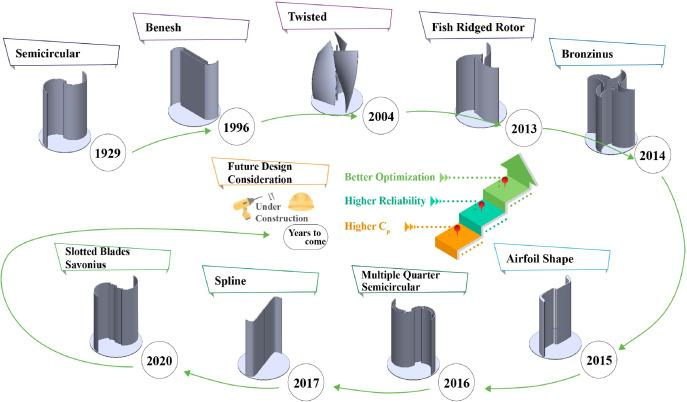 Semicircular
1929
Benesh
1996
Twisted
2004
Fish Ridged Rotor
2013
Bronzinus
2014
Airfoil Shape
2015
Multiple Quarter
Semicircular
2016
Spline
2017
Slotted Blades
Savonius
2020
Future Design
Consideration
Under
Construction
Years to
come
Better Optimization
Higher Reliability
Higher Cp